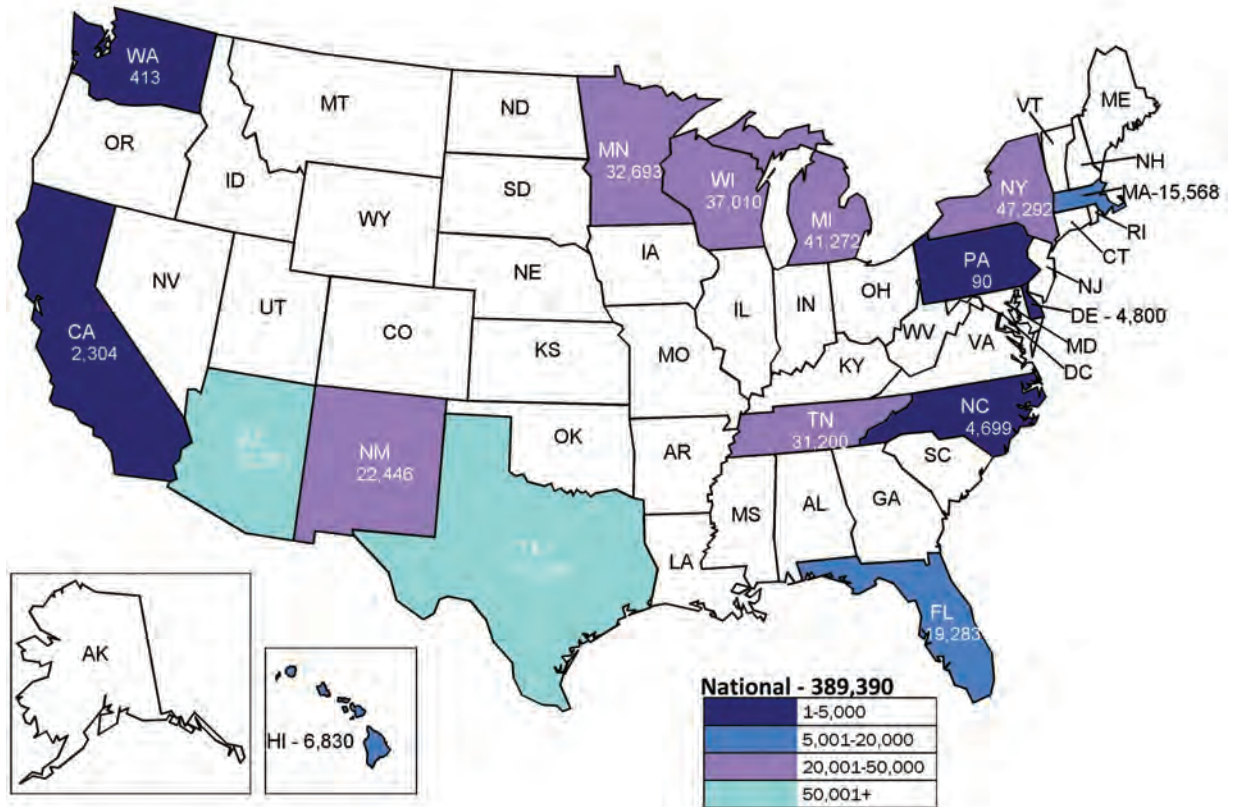 WA
413
MT
ND
VT
ME
OR
MN
32,693
NH
ID
SD
WI
37,010
NY
47,292
MA-15,568
WY
MI
41,272
RI
IA
CT
PA
90
NE
NV
NJ
OH
UT
IL
IN
DE - 4,800
CA
2,304
CO
WV
VA
MD
KS
MO
KY
DC
NC
4,699
TN
31,200
OK
NM
22,446
AR
SC
MS
AL
GA
LA
FL
19,283
AK
HI - 6,830
National - 389,390
1-5,000
5,001-20,000
20,001-50,000
50,001+